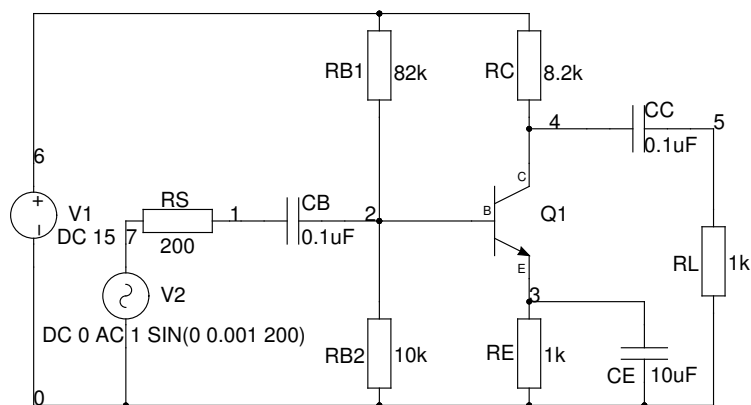 RB1 82k RC 8.2k
4 CC 5
0.1uF
6
V1
DC 15
7 RS 1 CB 2
200 0.1uF
C
B Q1
E
RL 1k
V2
3
DC 0 AC 1 SIN(0 0.001 200)
RB2 10k RE 1k CE 10uF
0